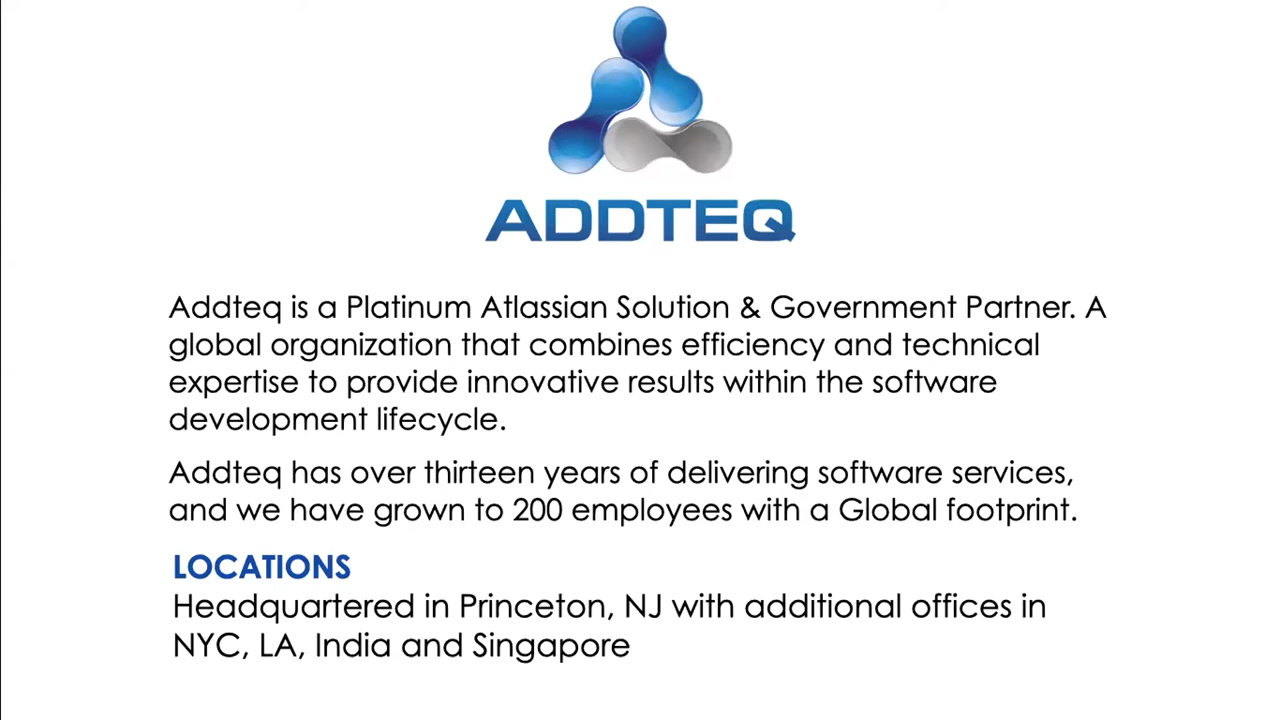 ADDTEQ
Addteq is a Platinum Atlassian Solution & Government Partner. A
global organization that combines efficiency and technical
expertise to provide innovative results within the software
development lifecycle.
Addteq has over thirteen years of delivering software services,
and we have grown to 200 employees with a Global footprint.
LOCATIONS
Headquartered in Princeton, NJ with additional offices in
NYC, LA, India and Singapore